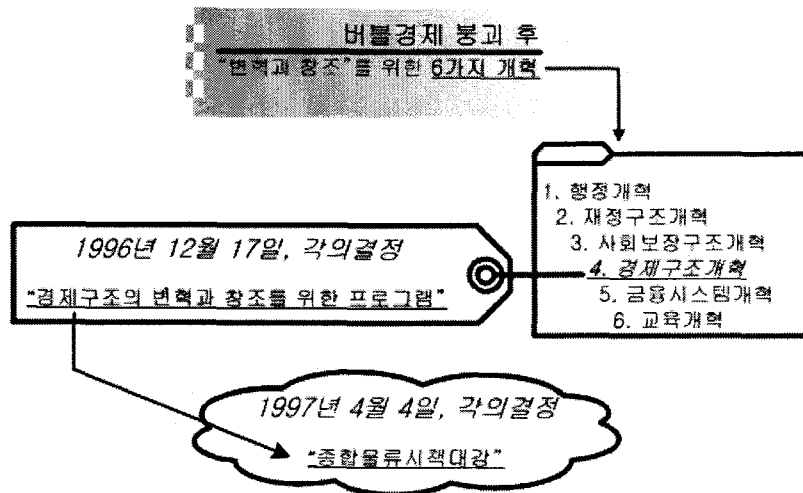 버블경제 붕괴 후
"변혁과 창조"를 위한 6가지 개혁
1. 행정개혁
2. 재정구조개혁
3. 사회보장구조개혁
4. 경제구조개혁
5. 금융시스템개혁
6. 교육개혁
1996년 12월 17일, 각의결정
"경제구조의 변혁과 창조를 위한 프로그램"
1997년 4월 4일, 각의결정
"종합물류시책대강"